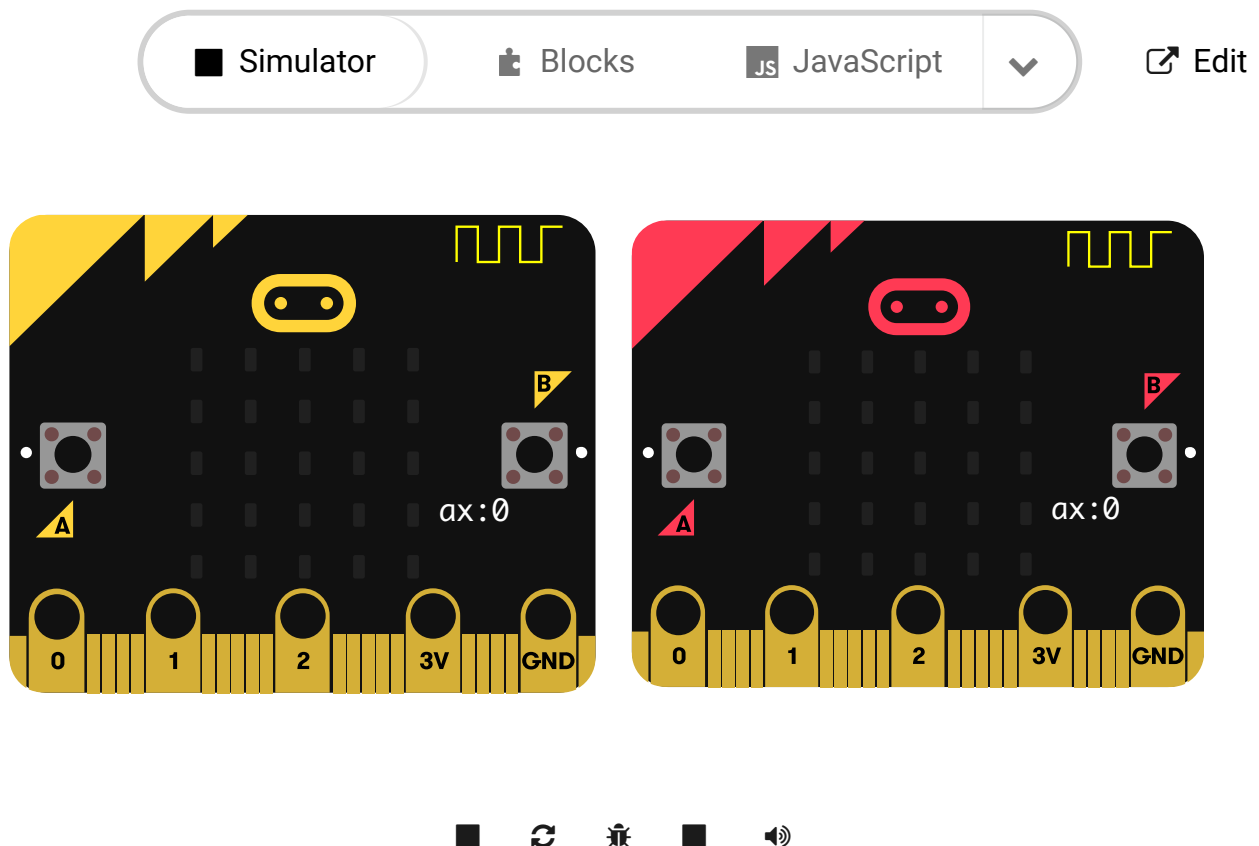 Simulator Blocks JS JavaScript Edit
B B
ax:0 ax:0
A A
0 1 2 3V GND 0 1 2 3V GND